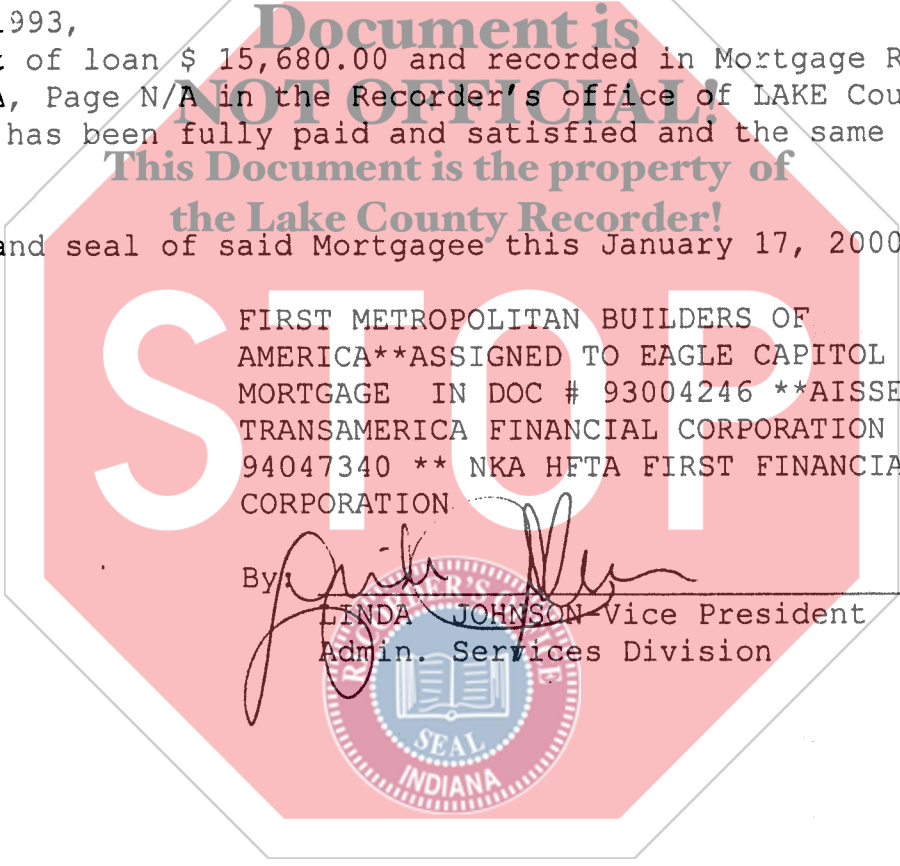 1993,
Document is
of loan $ 15,680.00 and recorded in Mortgage R
NOT OFFICIAL!
, Page N/A in the Recorder's office of LAKE Cou
has been fully paid and satisfied and the same
This Document is the property of
the Lake County Recorder!
and seal of said Mortgagee this January 17, 2000
STOP
FIRST METROPOLITAN BUILDERS OF
AMERICA**ASSIGNED TO EAGLE CAPITOL
MORTGAGE IN DOC # 93004246 **AISSE
TRANSAMERICA FINANCIAL CORPORATION
94047340 ** NKA HFTA FIRST FINANCIA
CORPORATION
By:
LINDA JOHNSON Vice President
Admin. Services Division
RECORDER'S OFFICE
SEAL
INDIANA